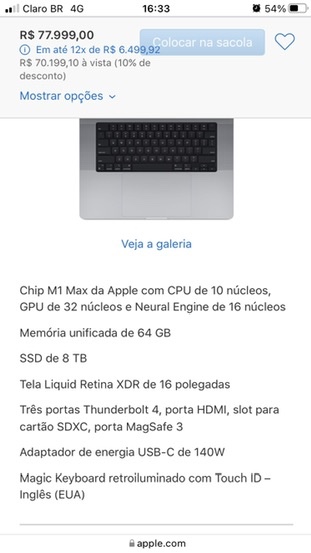 Claro BR 4G 16:33 54%
R$ 77.999,00
Em até 12x de R$ 6.499,92
Colocar na sacola
R$ 70.199,10 à vista (10% de
desconto)
Mostrar opções
Veja a galeria
Chip M1 Max da Apple com CPU de 10 núcleos,
GPU de 32 núcleos e Neural Engine de 16 núcleos
Memória unificada de 64 GB
SSD de 8 TB
Tela Liquid Retina XDR de 16 polegadas
Três portas Thunderbolt 4, porta HDMI, slot para
cartão SDXC, porta MagSafe 3
Adaptador de energia USB-C de 140W
Magic Keyboard retroiluminado com Touch ID –
Inglês (EUA)
apple.com